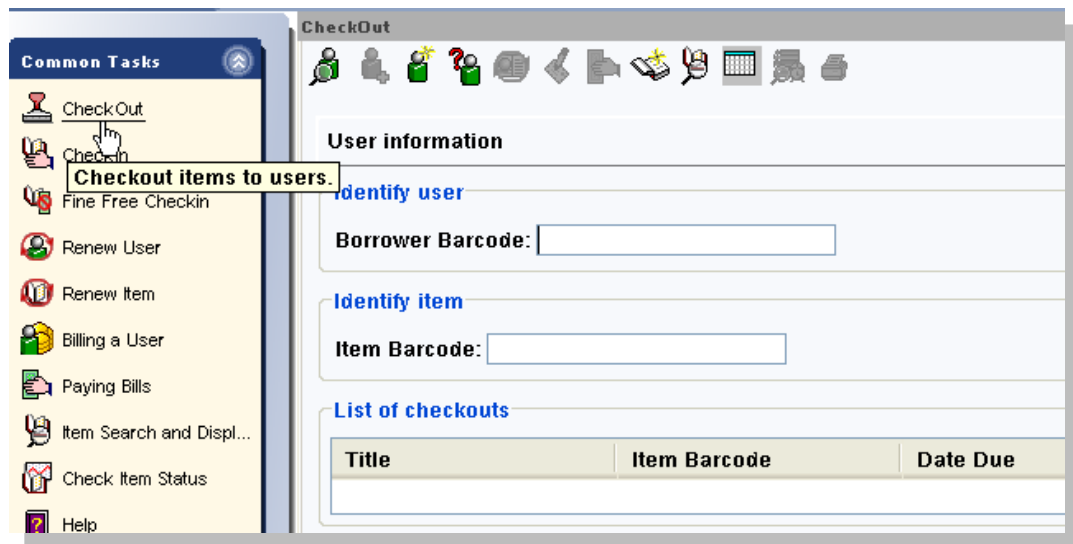 CheckOut
Common Tasks
CheckOut
Checkin
Checkout items to users.
Fine Free Checkin
Renew User
Renew Item
Billing a User
Paying Bills
Item Search and Displ...
Check Item Status
Help
User information
Identify user
Borrower Barcode:
Identify item
Item Barcode:
List of checkouts
Title Item Barcode Date Due